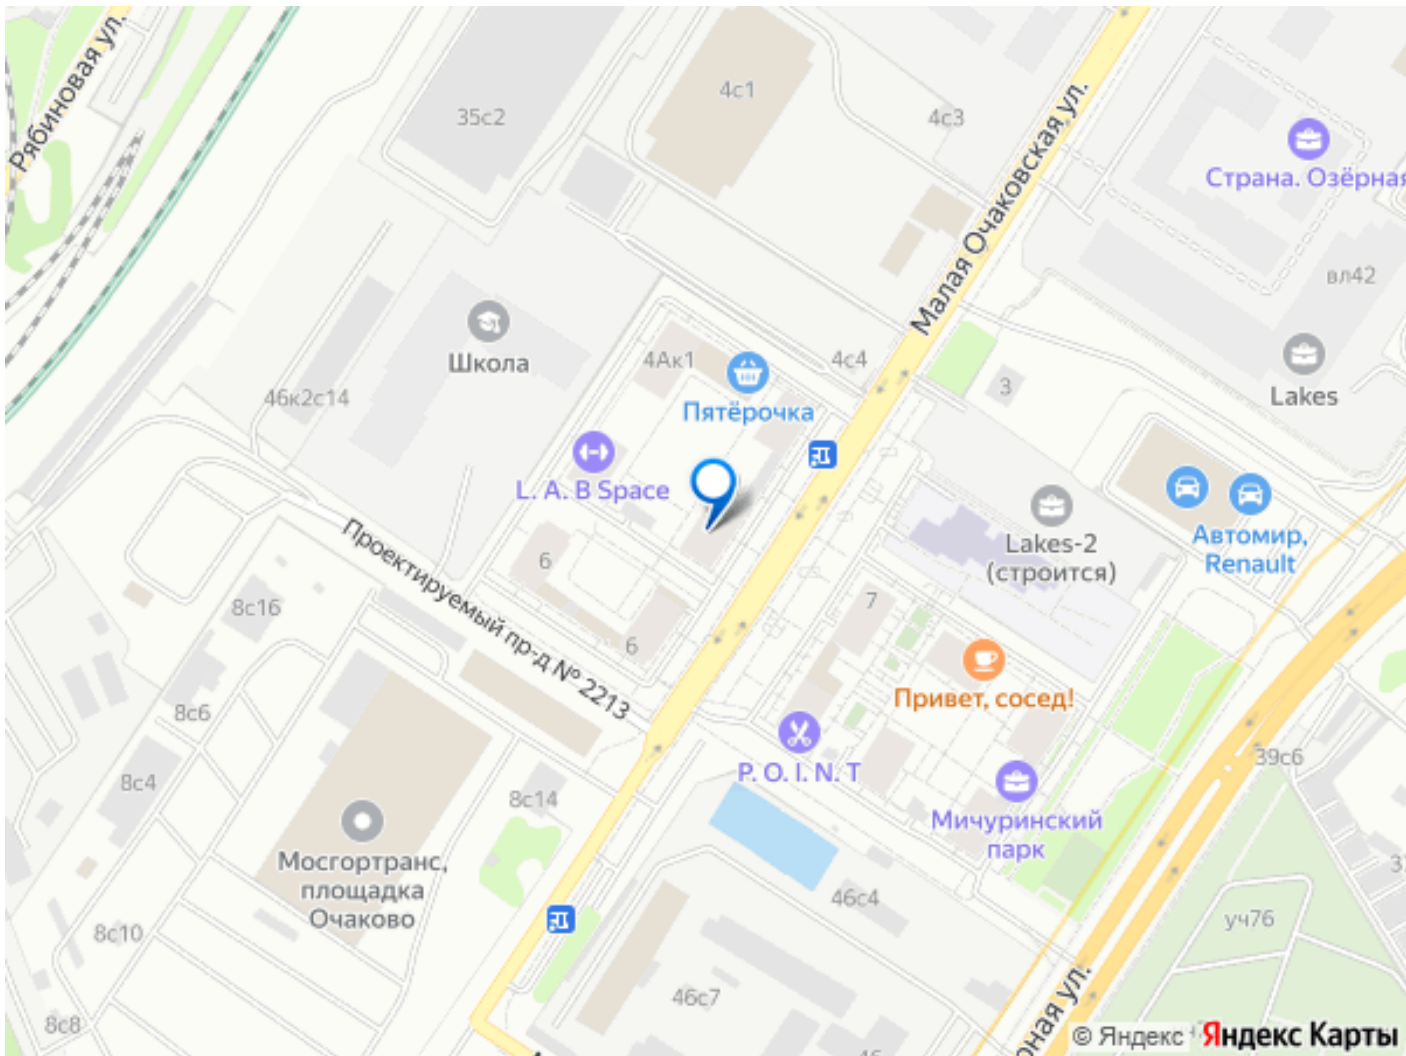 Рябиновая ул.
35с2
4с1
4с3
Малая Очаковская ул.
Страна. Озёрная
вл42
Школа
4Ак1
4с4
Пятёрочка
3
Lakes
46к2с14
L. A. B Space
Lakes-2
(строится)
Автомир,
Renault
Проектируемый пр-д № 2213
6
8с16
7
6
Привет, сосед!
8с6
P. O. I. N. T
39с6
8с4
8с14
Мичуринский
парк
Мосгортранс,
площадка
Очаково
46с4
уч76
8с10
46с7
8с8
рная ул.
© Яндекс
Яндекс Карты